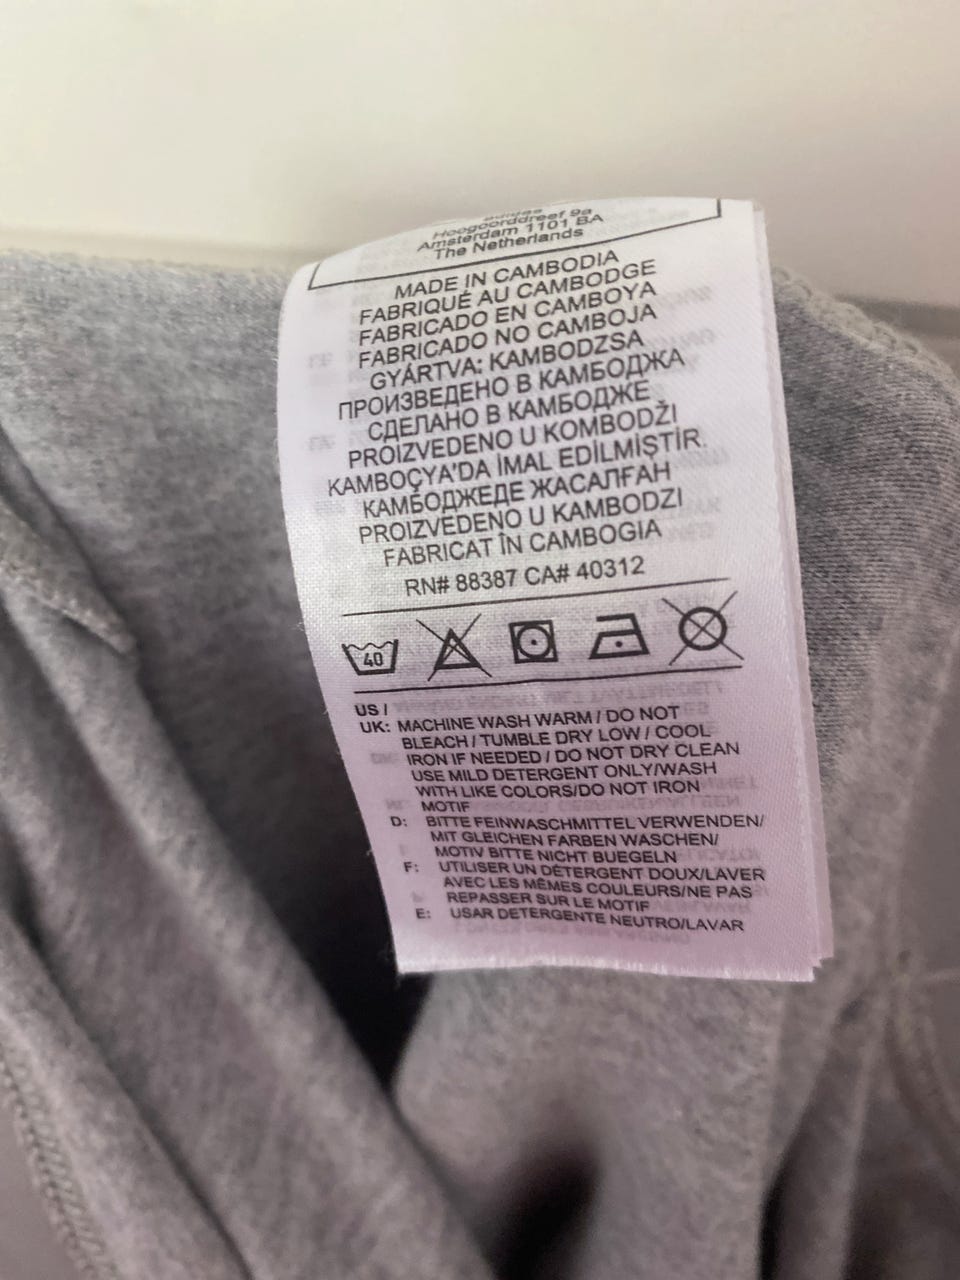 adidas
Hoogoorddreef 9a
Amsterdam 1101 BA
The Netherlands
MADE IN CAMBODIA
FABRIQUÉ AU CAMBODGE
FABRICADO EN CAMBOYA
FABRICADO NO CAMBOJA
GYÁRTVA: KAMBODZSA
ПРОИЗВЕДЕНО В КАМБОДЖА
СДЕЛАНО В КАМБОДЖЕ
PROIZVEDENO U KOMBODŽI
KAMBOÇYA'DA İMAL EDİLMİŞTİR.
КАМБОДЖЕДЕ ЖАСАЛҒАН
PROIZVEDENO U KAMBODZI
FABRICAT ÎN CAMBOGIA
RN# 88387 CA# 40312
40
US /
UK: MACHINE WASH WARM / DO NOT
BLEACH / TUMBLE DRY LOW / COOL
IRON IF NEEDED / DO NOT DRY CLEAN
USE MILD DETERGENT ONLY/WASH
WITH LIKE COLORS/DO NOT IRON
MOTIF
D: BITTE FEINWASCHMITTEL VERWENDEN/
MIT GLEICHEN FARBEN WASCHEN/
MOTIV BITTE NICHT BUEGELN
F: UTILISER UN DÉTERGENT DOUX/LAVER
AVEC LES MÊMES COULEURS/NE PAS
REPASSER SUR LE MOTIF
E: USAR DETERGENTE NEUTRO/LAVAR